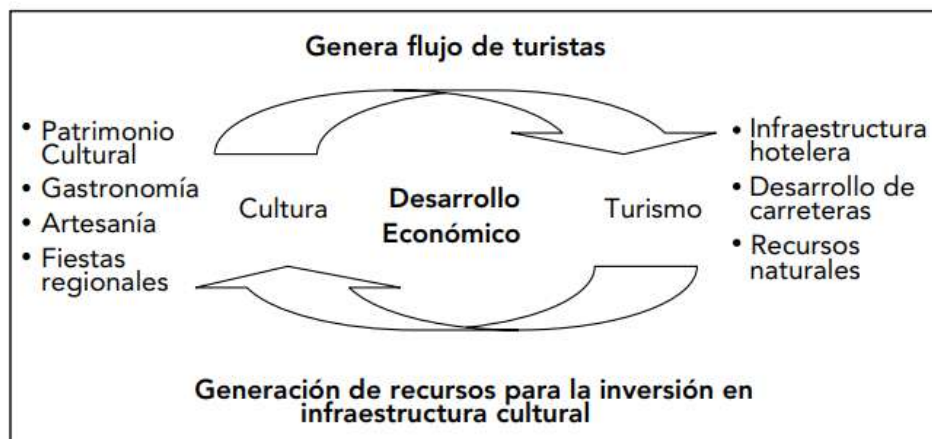 Genera flujo de turistas
• Patrimonio
Cultural
• Gastronomía
• Artesanía
• Fiestas
regionales
Cultura
Desarrollo
Económico
Turismo
• Infraestructura
hotelera
• Desarrollo de
carreteras
• Recursos
naturales
Generación de recursos para la inversión en
infraestructura cultural